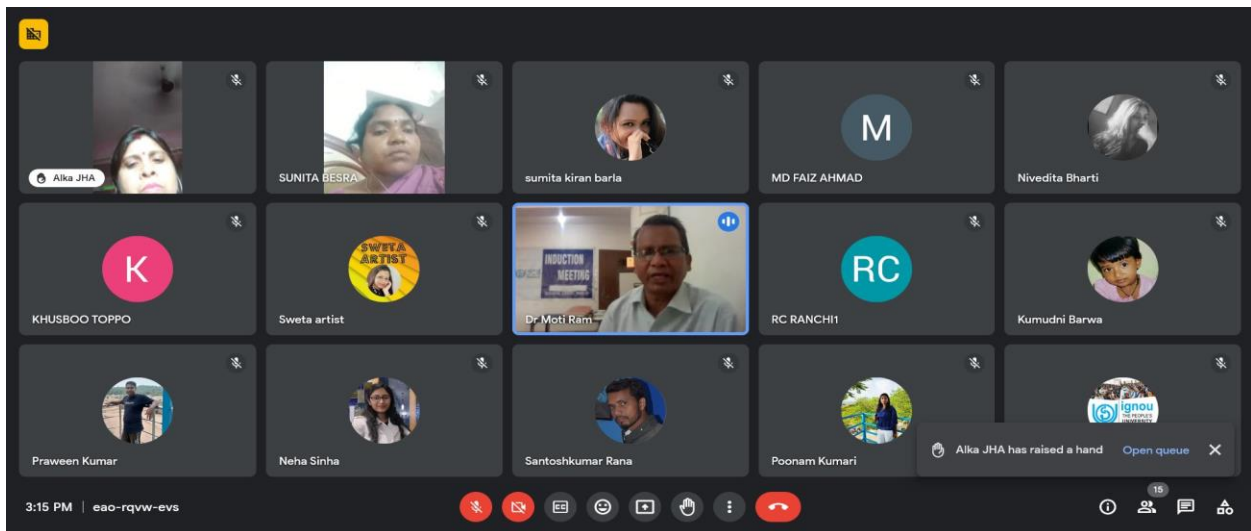 Alka JHA
SUNITA BESRA
sumita kiran barla
M
MD FAIZ AHMAD
Nivedita Bharti
K
KHUSBOO TOPPO
SWETA
ARTIST
Sweta artist
INDUCTION
MEETING
Dr Moti Ram
RC
RC RANCHI1
Kumudni Barwa
Praween Kumar
Neha Sinha
Santoshkumar Rana
Poonam Kumari
ignou
THE PEOPLE'S
UNIVERSITY
Alka JHA has raised a hand Open queue
3:15 PM | eao-rqvw-evs
CC
15